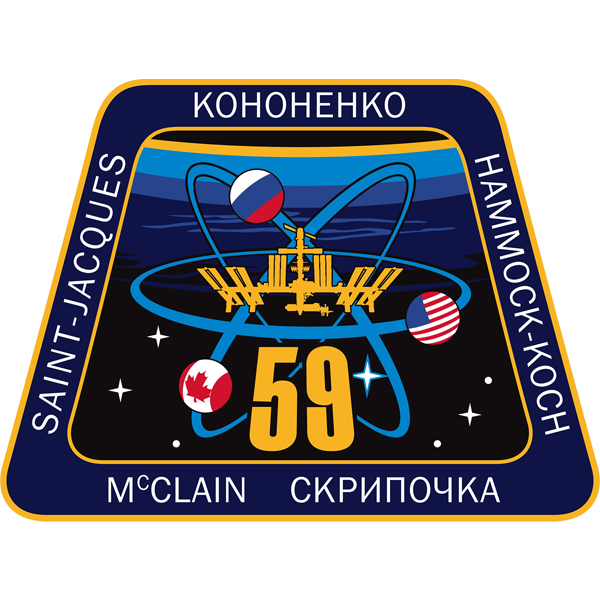 КОНОНЕНКО
SAINT-JACQUES
HAMMOCK-KOCH
59
McCLAIN СКРИПОЧКА